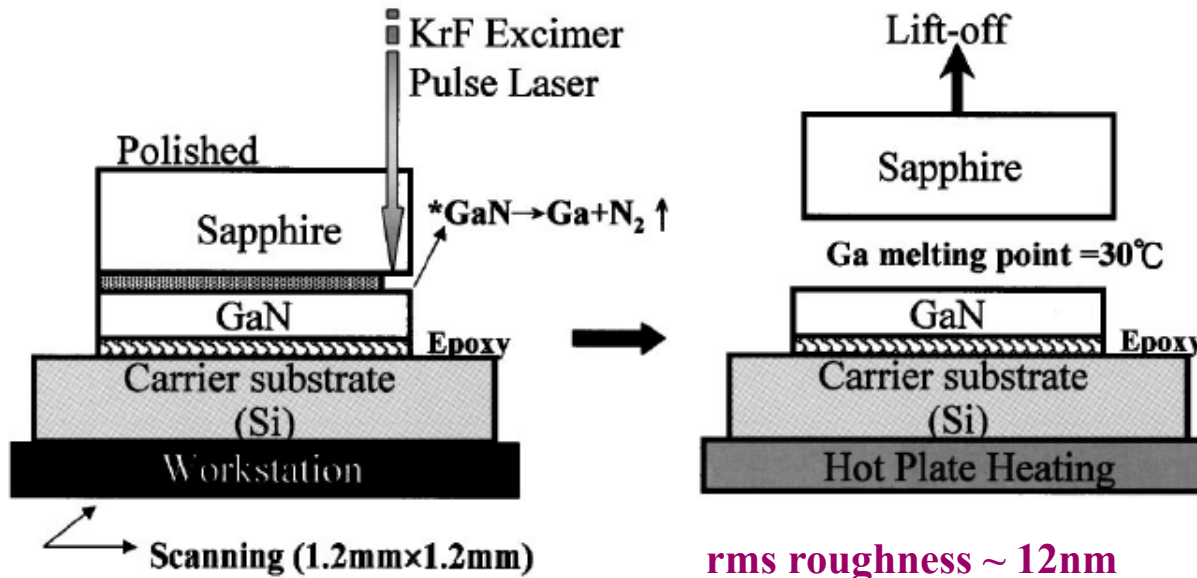 KrF Excimer
Pulse Laser
Polished
Sapphire
*GaN→Ga+N₂ ↑
GaN
Epoxy
Carrier substrate
(Si)
Workstation
Scanning (1.2mm×1.2mm)
Lift-off
Sapphire
Ga melting point =30℃
GaN
Epoxy
Carrier substrate
(Si)
Hot Plate Heating
rms roughness ~ 12nm